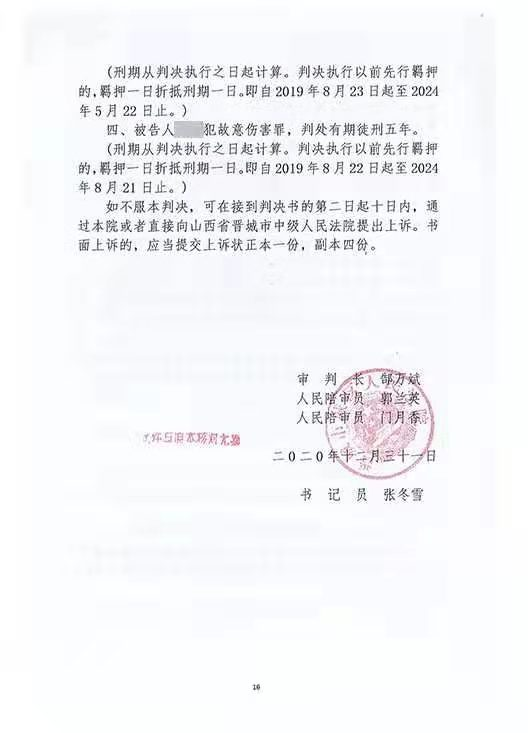 (刑期从判决执行之日起计算。判决执行以前先行羁押
的,羁押一日折抵刑期一日。即自2019年8月23日起至2024
年5月22日止。)
四、被告人 犯故意伤害罪，判处有期徒刑五年。
(刑期从判决执行之日起计算。判决执行以前先行羁押
的,羁押一日折抵刑期一日。即自2019年8月22日起至2024
年8月21日止。)
如不服本判决，可在接到判决书的第二日起十日内，通
过本院或者直接向山西省晋城市中级人民法院提出上诉。书
面上诉的，应当提交上诉状正本一份，副本四份。
审 判 长 郜万斌
人民陪审员 郭兰英
人民陪审员 门月香
二〇二〇年十二月三十一日
书 记 员 张冬雪